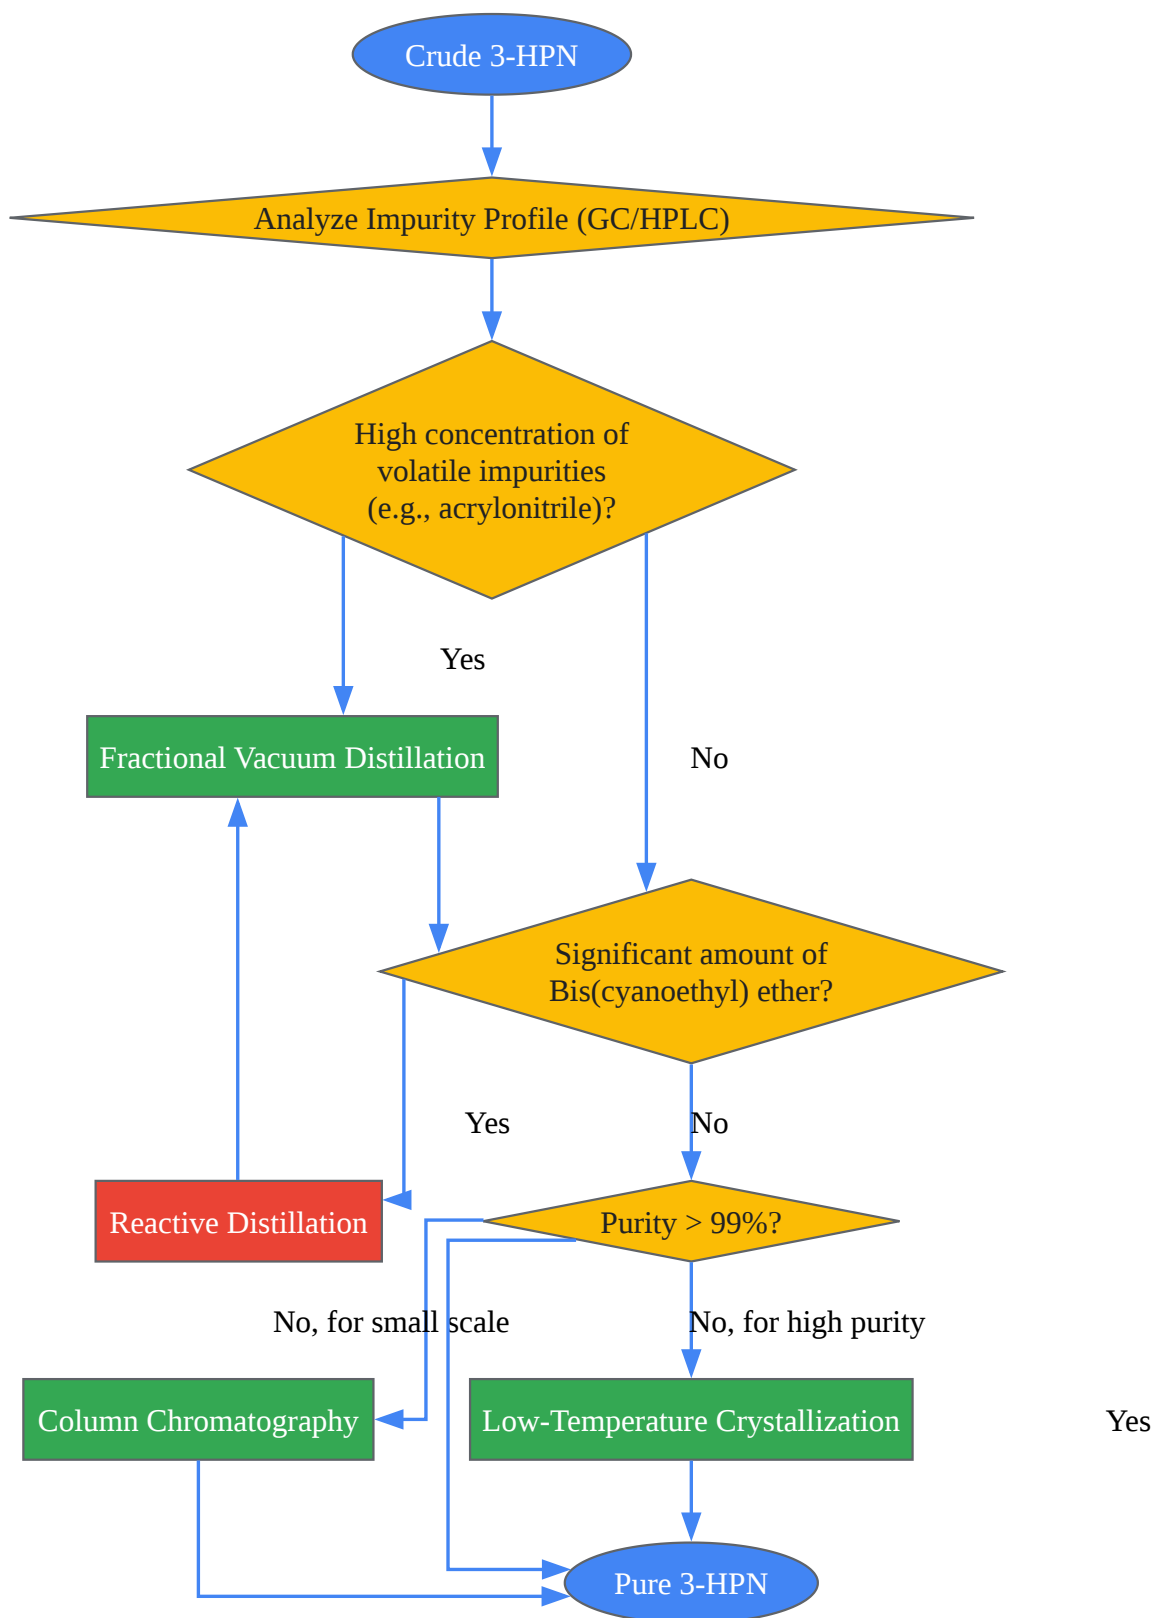 Crude 3-HPN
Analyze Impurity Profile (GC/HPLC)
High concentration of
volatile impurities
(e.g., acrylonitrile)?
Yes
Fractional Vacuum Distillation
No
Significant amount of
Bis(cyanoethyl) ether?
Yes
No
Reactive Distillation
Purity > 99%?
No, for small scale
No, for high purity
Column Chromatography
Low-Temperature Crystallization
Yes
Pure 3-HPN